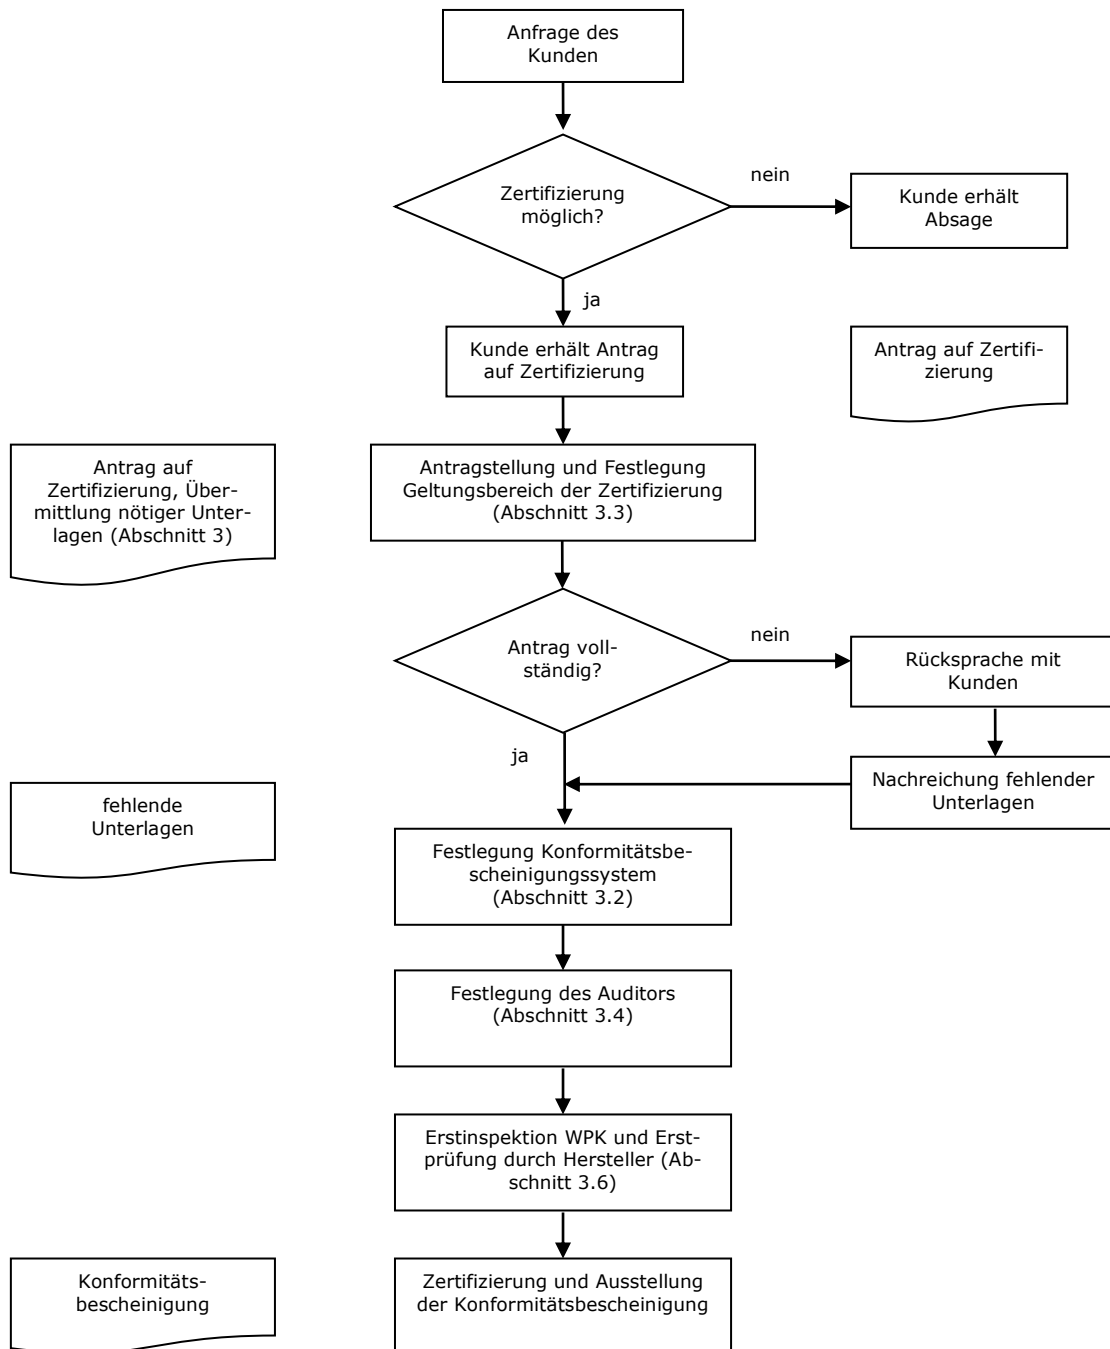 Anfrage des
Kunden
Zertifizierung
möglich?
nein
Kunde erhält
Absage
ja
Kunde erhält Antrag
auf Zertifizierung
Antrag auf Zertifi-
zierung
Antrag auf
Zertifizierung, Über-
mittlung nötiger Unter-
lagen (Abschnitt 3)
Antragstellung und Festlegung
Geltungsbereich der Zertifizierung
(Abschnitt 3.3)
Antrag voll-
ständig?
nein
Rücksprache mit
Kunden
ja
Nachreichung fehlender
Unterlagen
fehlende
Unterlagen
Festlegung Konformitätsbe-
scheinigungssystem
(Abschnitt 3.2)
Festlegung des Auditors
(Abschnitt 3.4)
Erstinspektion WPK und Erst-
prüfung durch Hersteller (Ab-
schnitt 3.6)
Konformitäts-
bescheinigung
Zertifizierung und Ausstellung
der Konformitätsbescheinigung